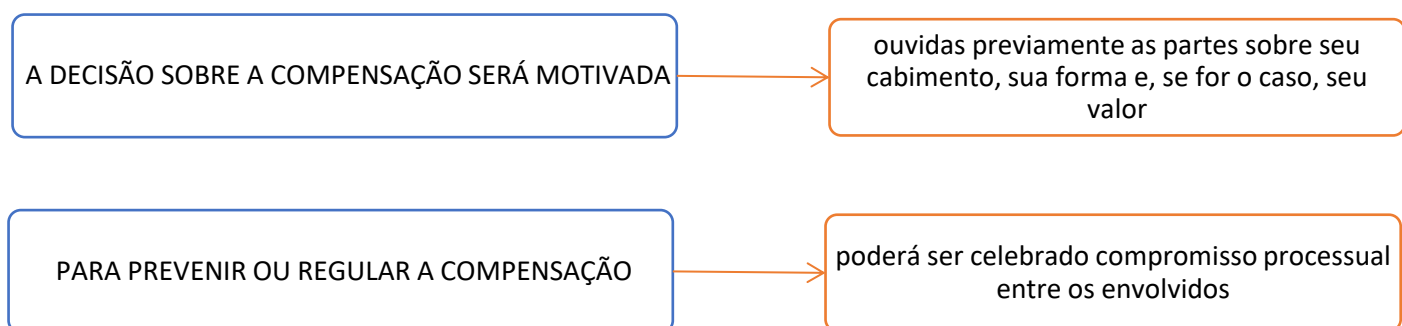 A DECISÃO SOBRE A COMPENSAÇÃO SERÁ MOTIVADA
ouvidas previamente as partes sobre seu
cabimento, sua forma e, se for o caso, seu
valor
PARA PREVENIR OU REGULAR A COMPENSAÇÃO
poderá ser celebrado compromisso processual
entre os envolvidos